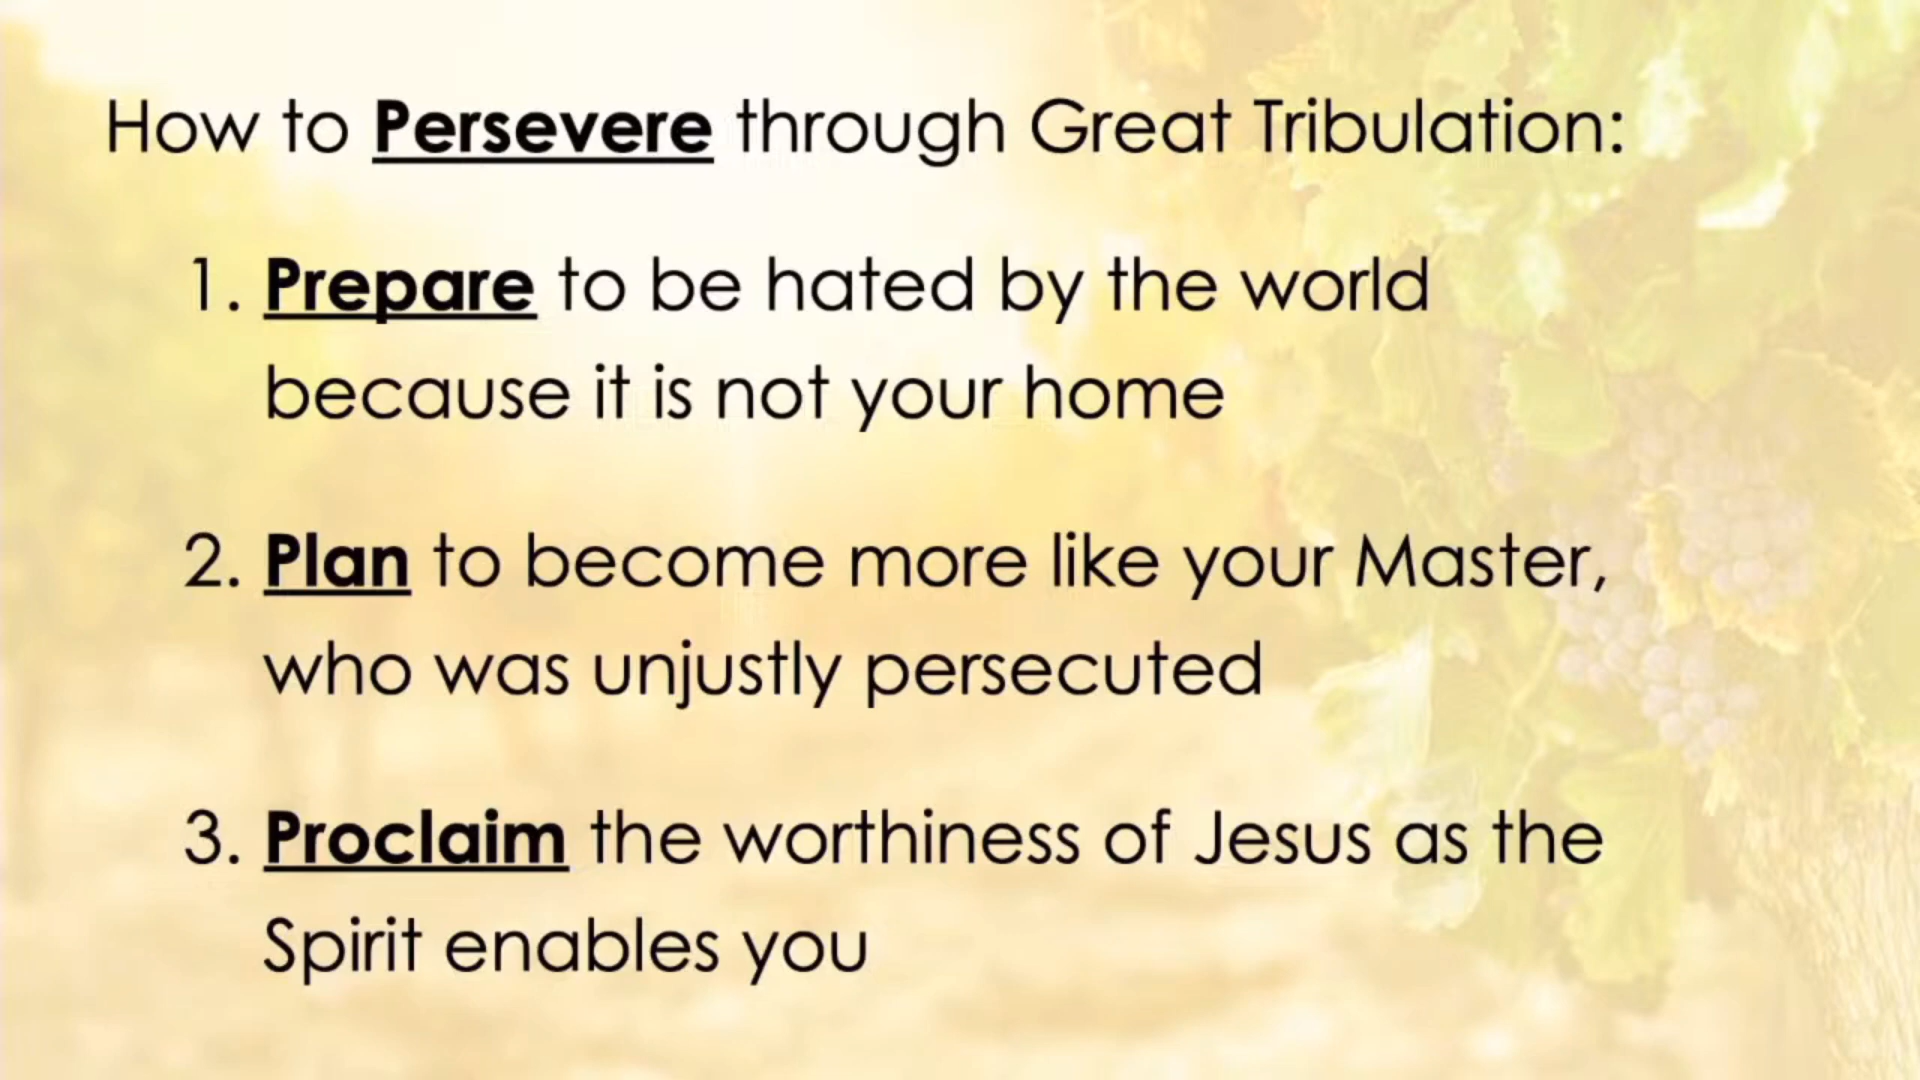 How to Persevere through Great Tribulation:
1. Prepare to be hated by the world
because it is not your home
2. Plan to become more like your Master,
who was unjustly persecuted
3. Proclaim the worthiness of Jesus as the
Spirit enables you